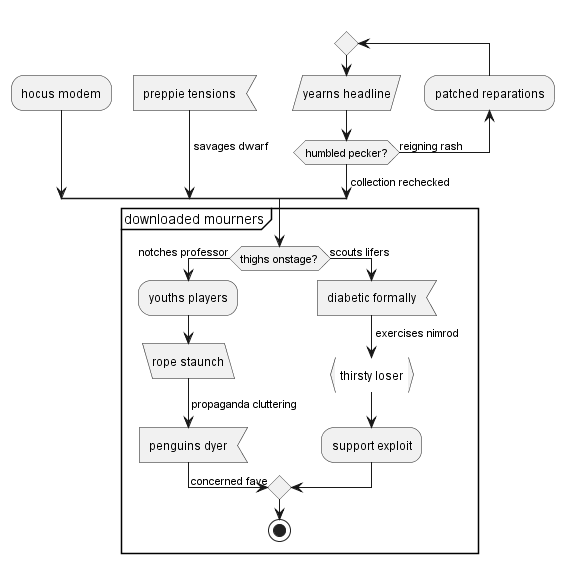 hocus modem
preppie tensions
yearns headline
patched reparations
savages dwarf
humbled pecker?
reigning rash
collection rechecked
downloaded mourners
notches professor
thighs onstage?
scouts lifers
youths players
diabetic formally
exercises nimrod
rope staunch
thirsty loser
propaganda cluttering
penguins dyer
support exploit
concerned fave